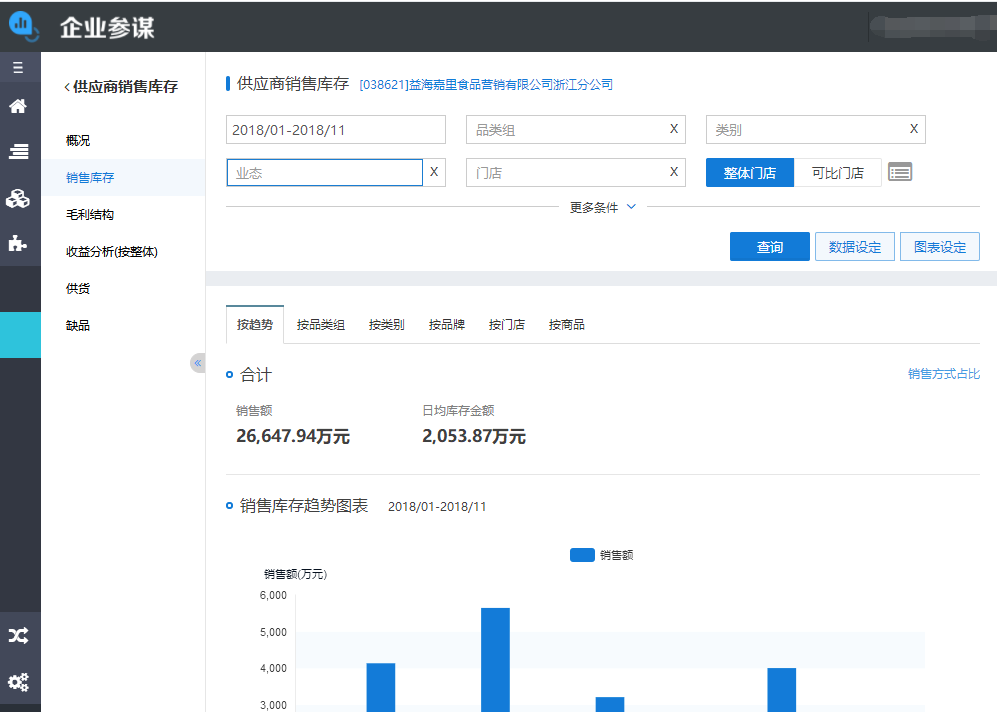 企业参谋
供应商销售库存
概况
销售库存
毛利结构
收益分析(按整体)
供货
缺品
供应商销售库存 [038621]益海嘉里食品营销有限公司浙江分公司
2018/01-2018/11 品类组 X 类别 X
业态 X 门店 X 整体门店 可比门店
更多条件
查询 数据设定 图表设定
按趋势 按品类组 按类别 按品牌 按门店 按商品
合计 销售方式占比
销售额 日均库存金额
26,647.94万元 2,053.87万元
销售库存趋势图表 2018/01-2018/11
销售额
销售额(万元)
6,000
5,000
4,000
3,000